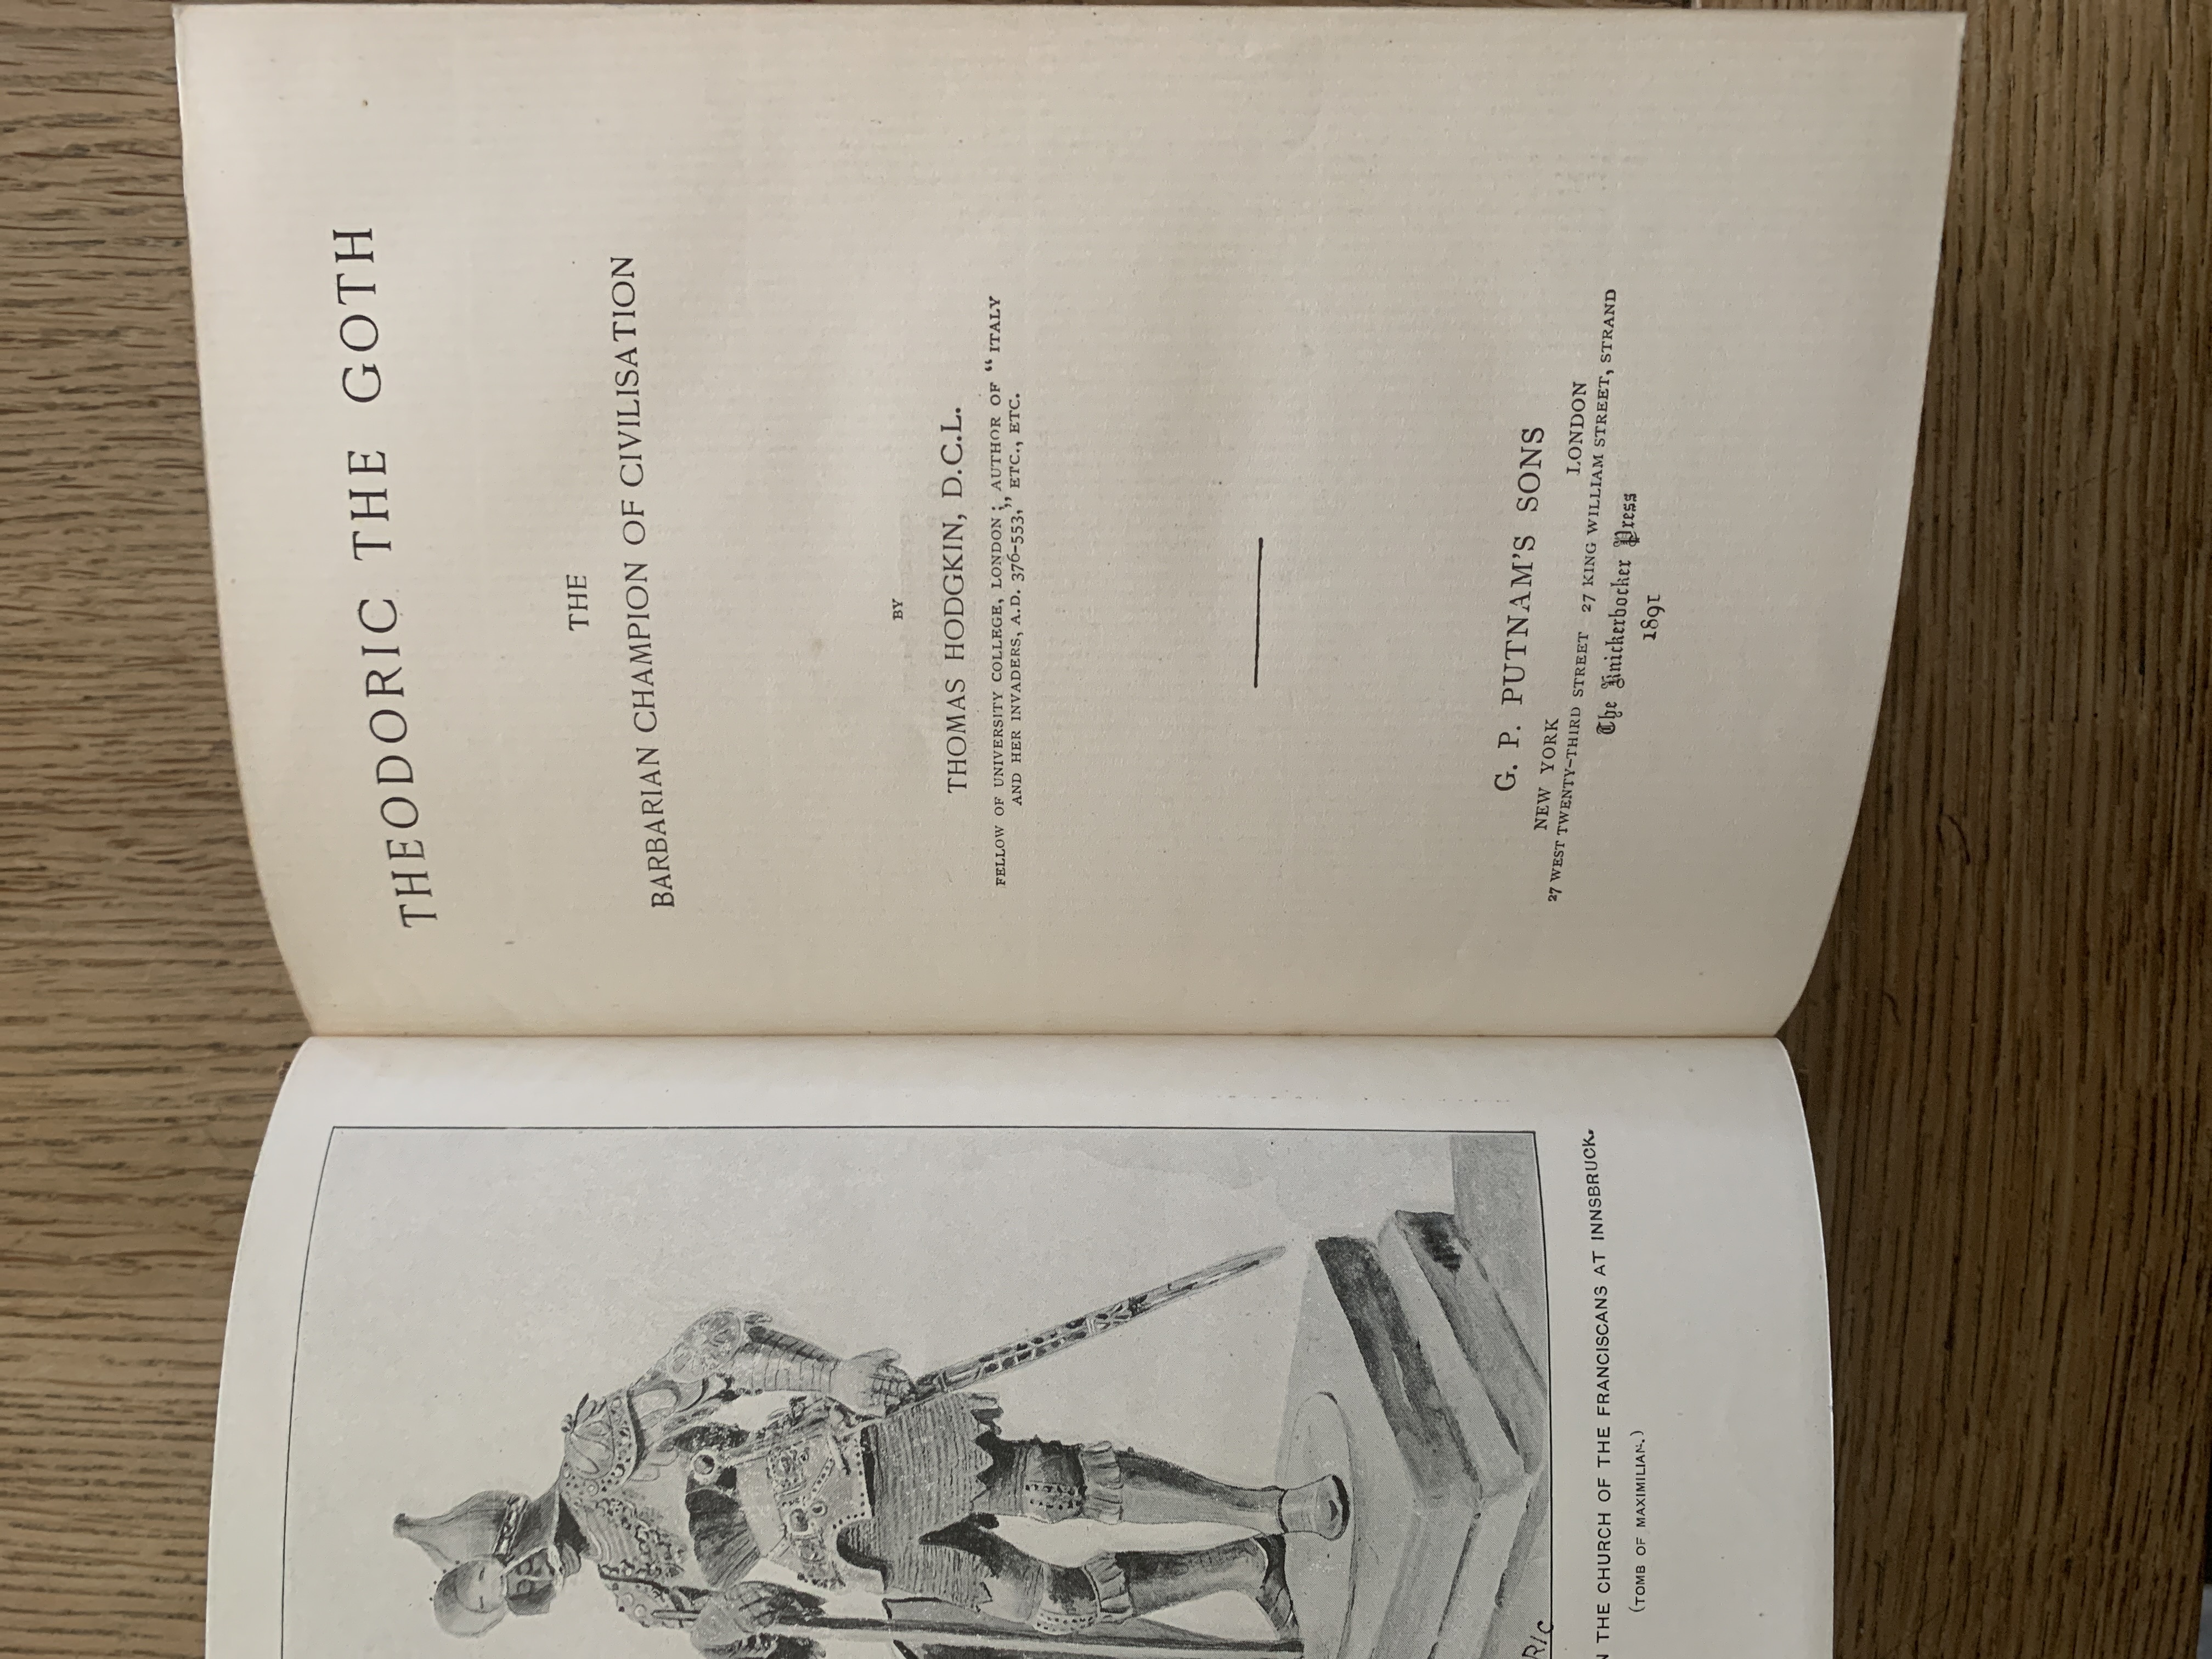 RIC
THE CHURCH OF THE FRANCISCANS AT INNSBRUCK.
(TOMB OF MAXIMILIAN.)
THEODORIC THE GOTH
THE
BARBARIAN CHAMPION OF CIVILISATION
BY
THOMAS HODGKIN, D.C.L.
FELLOW OF UNIVERSITY COLLEGE, LONDON; AUTHOR OF "ITALY
AND HER INVADERS, A.D. 376-553," ETC., ETC.
G. P. PUTNAM'S SONS
NEW YORK LONDON
27 WEST TWENTY-THIRD STREET 27 KING WILLIAM STREET, STRAND
The Knickerbocker Press
1891